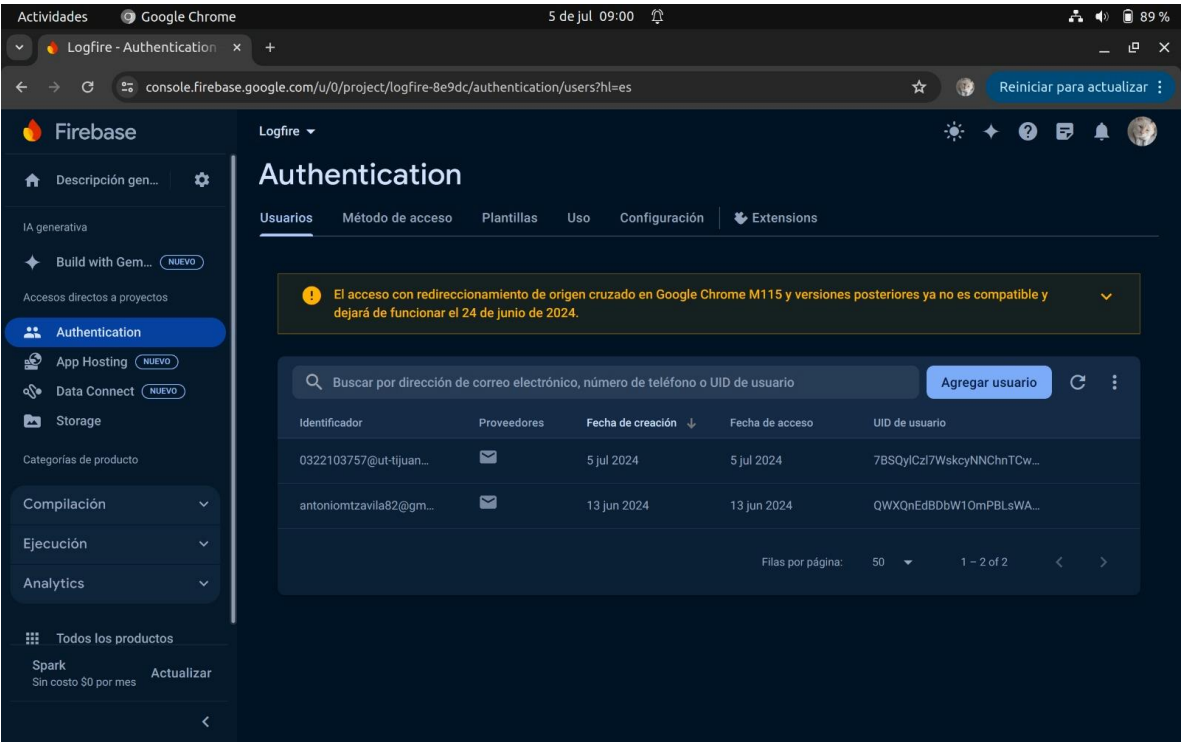 Actividades Google Chrome 5 de jul 09:00 89 %
Logfire - Authentication
console.firebase.google.com/u/0/project/logfire-8e9dc/authentication/users?hl=es Reiniciar para actualizar
Firebase
Descripción gen...
IA generativa
Build with Gem... NUEVO
Accesos directos a proyectos
Authentication
App Hosting NUEVO
Data Connect NUEVO
Storage
Categorías de producto
Compilación
Ejecución
Analytics
Todos los productos
Spark
Sin costo $0 por mes
Actualizar
Logfire
Authentication
Usuarios Método de acceso Plantillas Uso Configuración Extensions
El acceso con redireccionamiento de origen cruzado en Google Chrome M115 y versiones posteriores ya no es compatible y
dejará de funcionar el 24 de junio de 2024.
Buscar por dirección de correo electrónico, número de teléfono o UID de usuario Agregar usuario
Identificador Proveedores Fecha de creación Fecha de acceso UID de usuario
0322103757@ut-tijuan... 5 jul 2024 5 jul 2024 7BSQylCzl7WskcyNNChnTCw...
antoniomtzavila82@gm... 13 jun 2024 13 jun 2024 QWXQnEdBDbW1OmPBLsWA...
Filas por página: 50 1 – 2 of 2